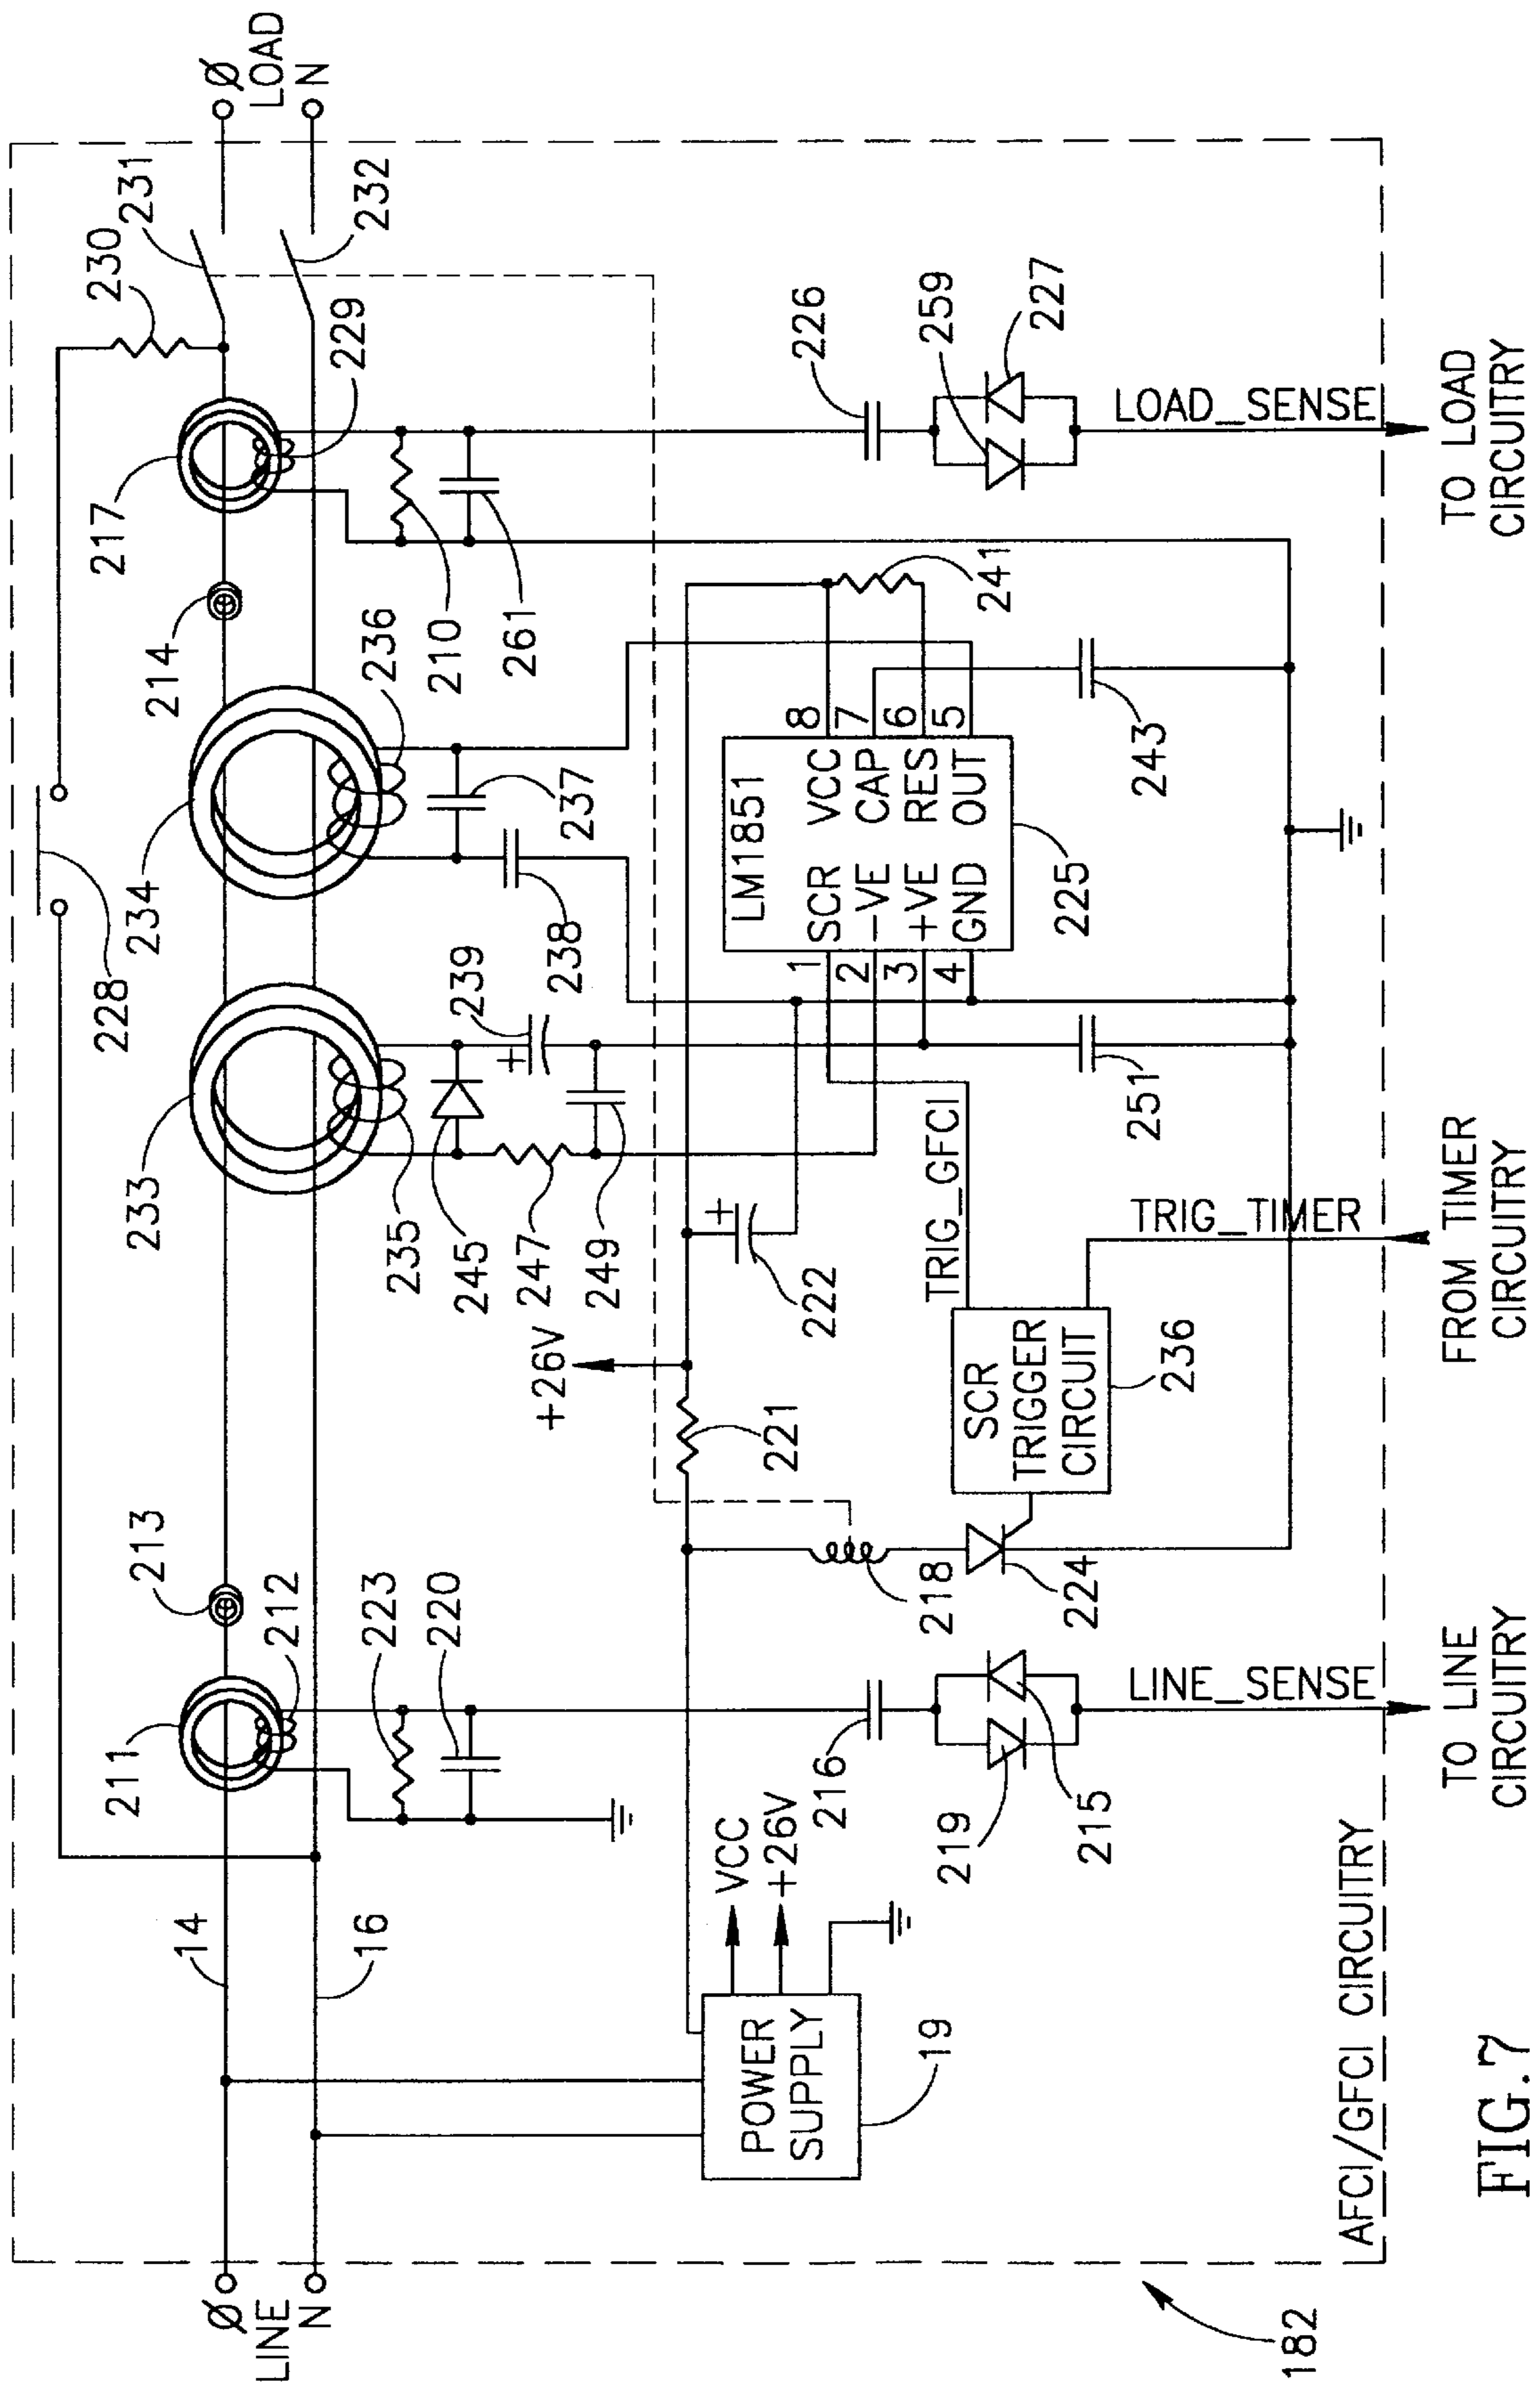 Ø
LINE
N
14
16
211
212
213
228
233
235
234
236
214
217
229
230
231
232
Ø
LOAD
N
223
220
245
247
249
239
238
237
210
261
+26V
221
222
218
224
POWER
SUPPLY
19
VCC
+26V
216
219
215
LINE_SENSE
TO LINE
CIRCUITRY
SCR
TRIGGER
CIRCUIT
236
TRIG_GFCI
TRIG_TIMER
FROM TIMER
CIRCUITRY
251
LM1851
1 SCR VCC 8
2 -VE CAP 7
3 +VE RES 6
4 GND OUT 5
225
241
243
226
259
227
LOAD_SENSE
TO LOAD
CIRCUITRY
AFCI/GFCI CIRCUITRY
182
FIG.7